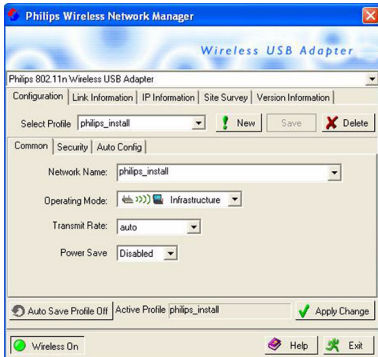 Philips Wireless Network Manager
Wireless USB Adapter
Philips 802.11n Wireless USB Adapter
Configuration Link Information IP Information Site Survey Version Information
Select Profile philips_install New Save Delete
Common Security Auto Config
Network Name: philips_install
Operating Mode: Infrastructure
Transmit Rate: auto
Power Save Disabled
Auto Save Profile Off Active Profile philips_install Apply Change
Wireless On Help Exit